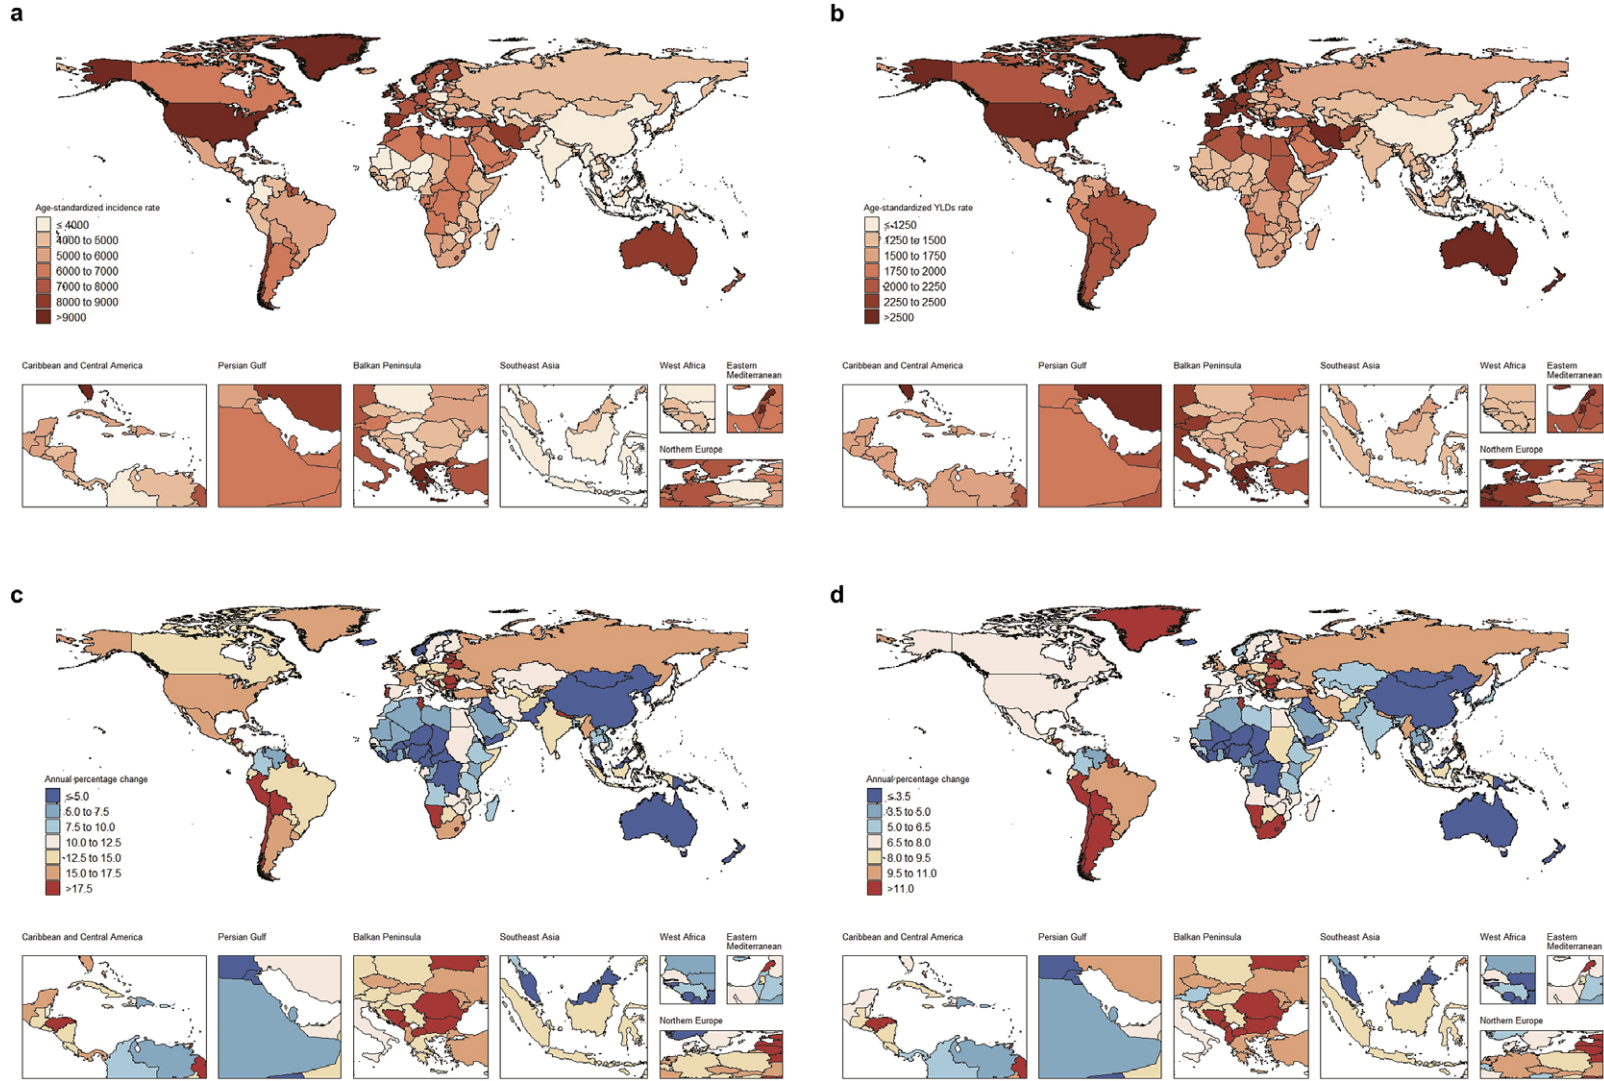 a
Age-standardized incidence rate
≤ 4000
4000 to 5000
5000 to 6000
6000 to 7000
7000 to 8000
8000 to 9000
>9000
Caribbean and Central America
Persian Gulf
Balkan Peninsula
Southeast Asia
West Africa
Eastern
Mediterranean
Northern Europe
b
Age-standardized YLDs rate
≤ 1250
1250 to 1500
1500 to 1750
1750 to 2000
2000 to 2250
2250 to 2500
>2500
Caribbean and Central America
Persian Gulf
Balkan Peninsula
Southeast Asia
West Africa
Eastern
Mediterranean
Northern Europe
c
Annual percentage change
≤ 5.0
5.0 to 7.5
7.5 to 10.0
10.0 to 12.5
12.5 to 15.0
15.0 to 17.5
>17.5
Caribbean and Central America
Persian Gulf
Balkan Peninsula
Southeast Asia
West Africa
Eastern
Mediterranean
Northern Europe
d
Annual percentage change
≤ 3.5
3.5 to 5.0
5.0 to 6.5
6.5 to 8.0
8.0 to 9.5
9.5 to 11.0
>11.0
Caribbean and Central America
Persian Gulf
Balkan Peninsula
Southeast Asia
West Africa
Eastern
Mediterranean
Northern Europe